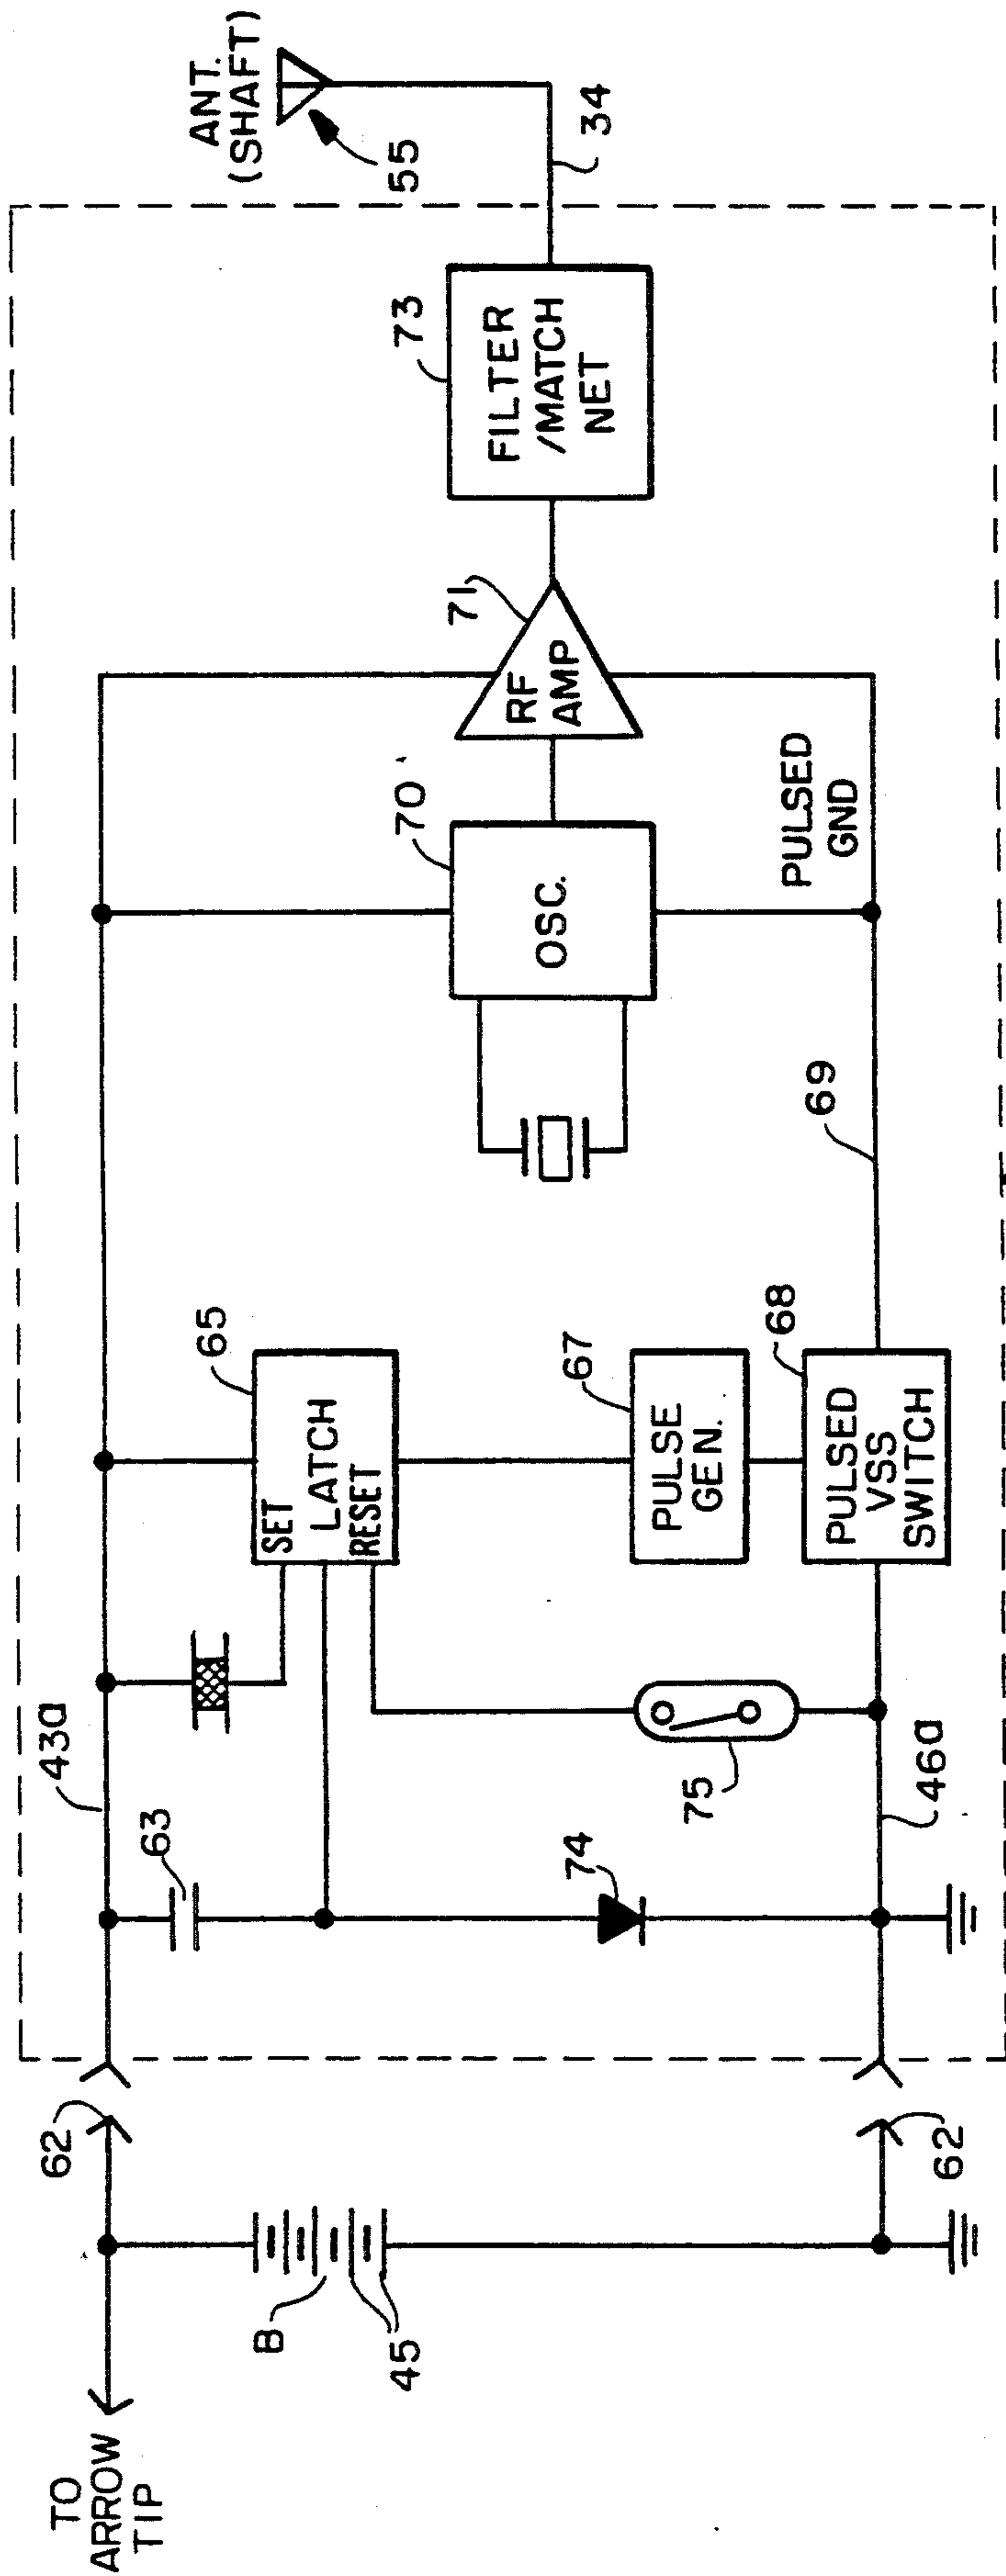 TO
ARROW
TIP
62
B
45
62
43a
63
74
75
46a
SET
LATCH
RESET
65
PULSE
GEN.
67
PULSED
VSS
SWITCH
68
69
OSC.
70
PULSED
GND
RF
AMP
71
FILTER
/MATCH
NET
73
34
ANT.
(SHAFT)
55